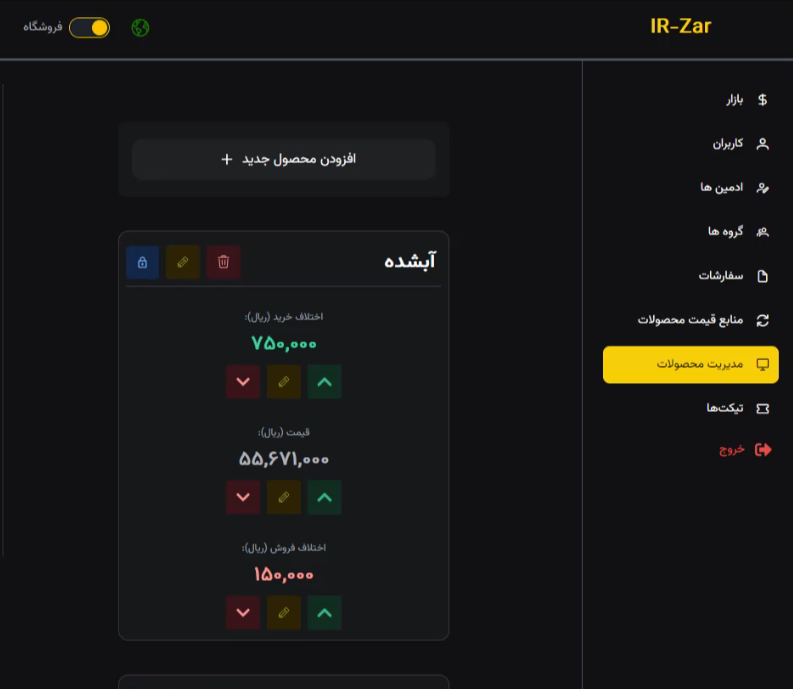 IR-Zar
فروشگاه
بازار
کاربران
ادمین ها
گروه ها
سفارشات
منابع قیمت محصولات
مدیریت محصولات
تیکت‌ها
خروج
افزودن محصول جدید +
آبشده
اختلاف خرید (ریال):
۷۵۰,۰۰۰
قیمت (ریال):
۵۵,۶۷۱,۰۰۰
اختلاف فروش (ریال):
۱۵۰,۰۰۰